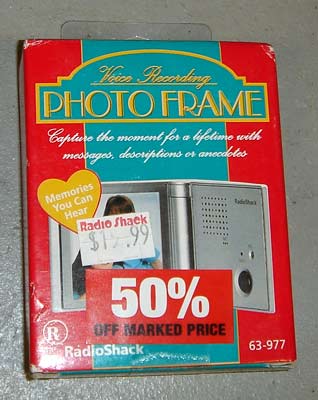 Voice Recording
PHOTO FRAME
Capture the moment for a lifetime with
messages, descriptions or anecdotes
Memories
You Can
Hear
RadioShack
Radio Shack
50%
OFF MARKED PRICE
R
RadioShack
63-977